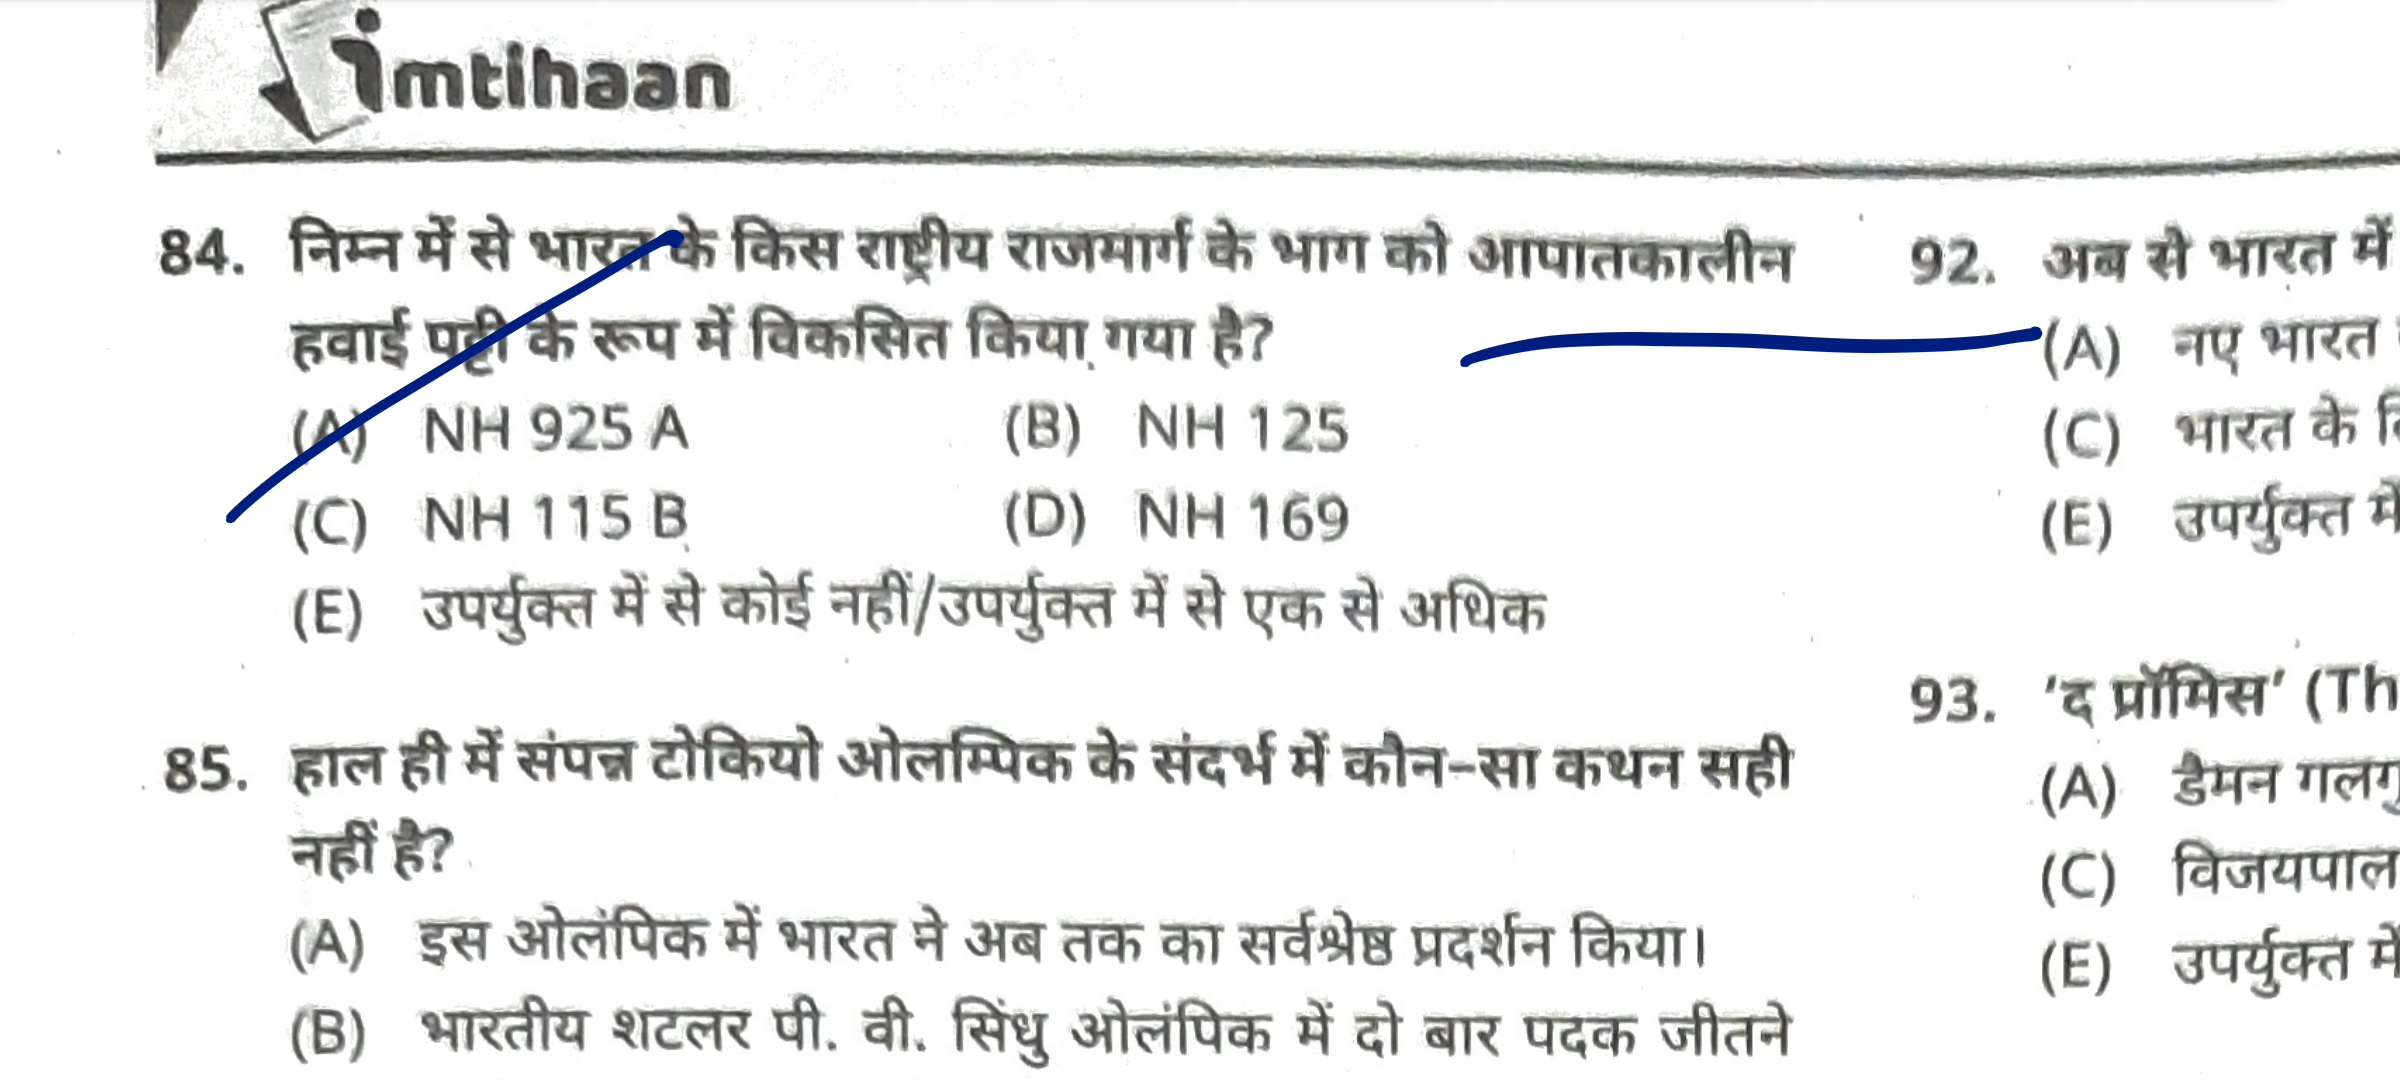 imtihaan
84. निम्न में से भारत के किस राष्ट्रीय राजमार्ग के भाग को आपातकालीन
हवाई पट्टी के रूप में विकसित किया गया है?
(A) NH 925 A (B) NH 125
(C) NH 115 B (D) NH 169
(E) उपर्युक्त में से कोई नहीं/उपर्युक्त में से एक से अधिक
85. हाल ही में संपन्न टोकियो ओलम्पिक के संदर्भ में कौन-सा कथन सही
नहीं है?
(A) इस ओलंपिक में भारत ने अब तक का सर्वश्रेष्ठ प्रदर्शन किया।
(B) भारतीय शटलर पी. वी. सिंधु ओलंपिक में दो बार पदक जीतने
92. अब से भारत में
(A) नए भारत
(C) भारत के
(E) उपर्युक्त में
93. 'द प्रॉमिस' (Th
(A) डैमन गलगु
(C) विजयपाल
(E) उपर्युक्त में